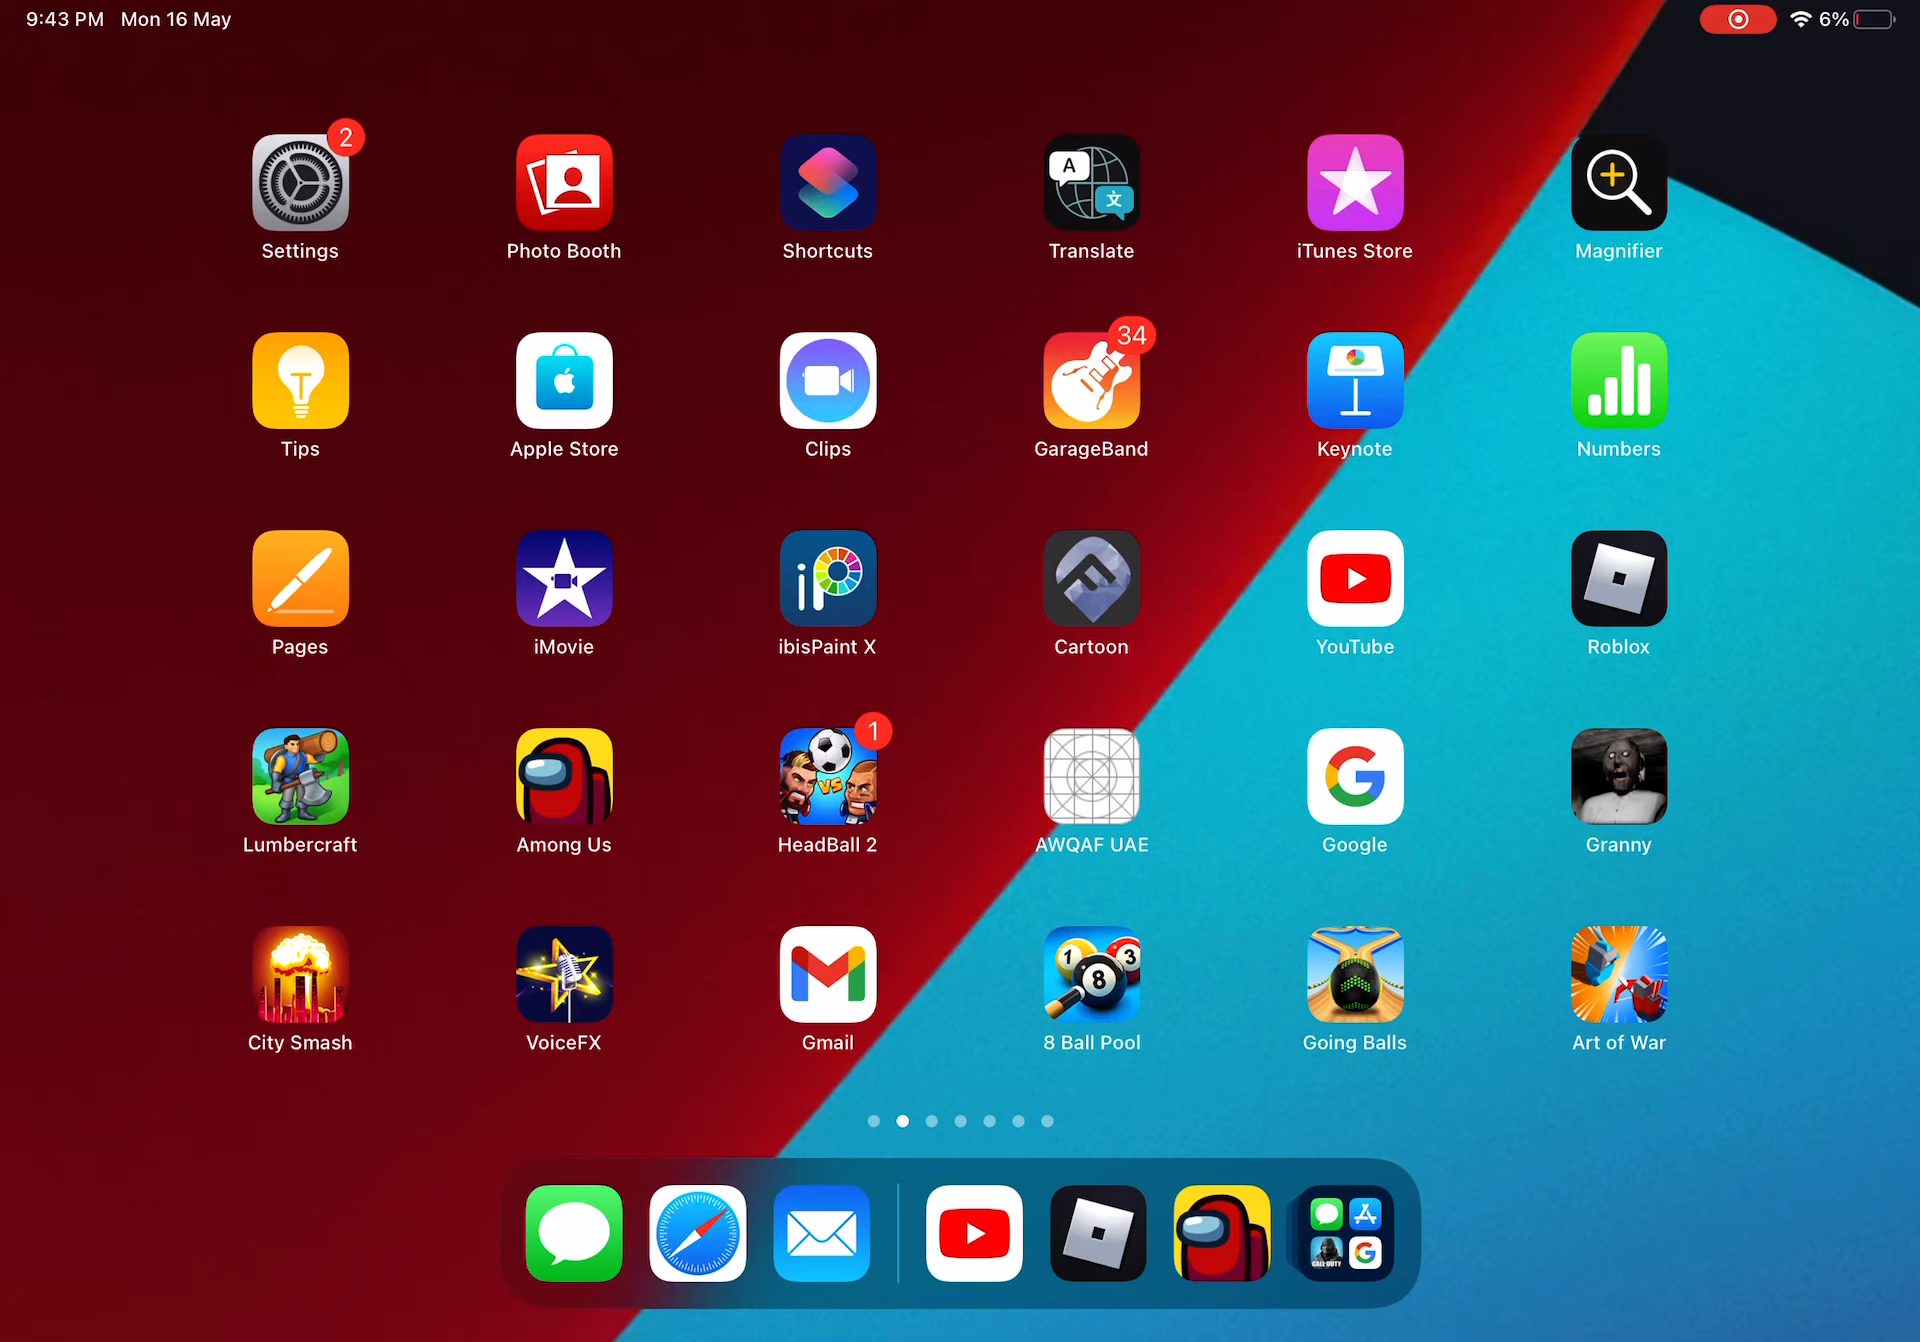 9:43 PM Mon 16 May
6%
2
A
文
Settings
Photo Booth
Shortcuts
Translate
iTunes Store
Magnifier
34
Tips
Apple Store
Clips
GarageBand
Keynote
Numbers
iP
Pages
iMovie
ibisPaint X
Cartoon
YouTube
Roblox
1
VS
G
Lumbercraft
Among Us
HeadBall 2
AWQAF UAE
Google
Granny
1 3
8
City Smash
VoiceFX
Gmail
8 Ball Pool
Going Balls
Art of War
CALL DUTY
G